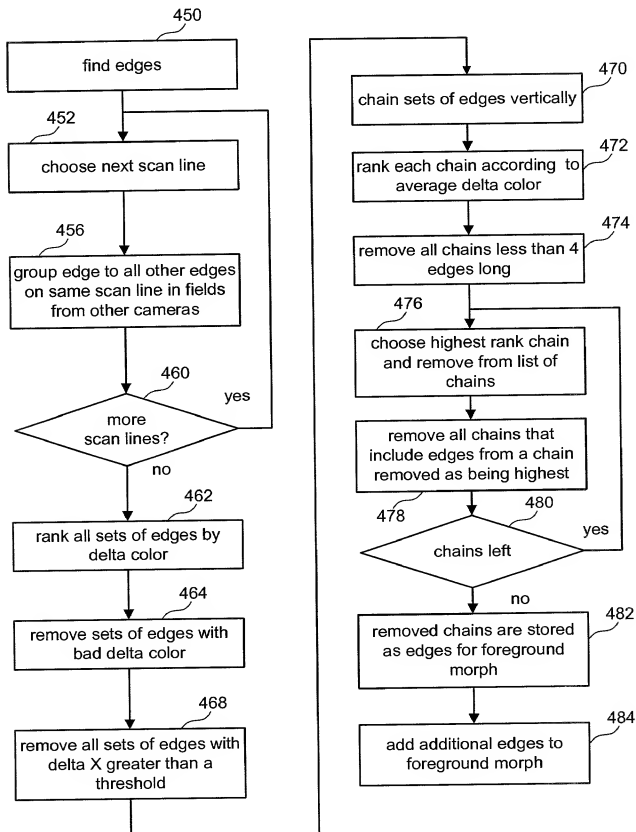 450
find edges
452
choose next scan line
456
group edge to all other edges
on same scan line in fields
from other cameras
460
yes
more
scan lines?
no
462
rank all sets of edges by
delta color
464
remove sets of edges with
bad delta color
468
remove all sets of edges with
delta X greater than a
threshold
470
chain sets of edges vertically
472
rank each chain according to
average delta color
474
remove all chains less than 4
edges long
476
choose highest rank chain
and remove from list of
chains
remove all chains that
include edges from a chain
removed as being highest
478
480
yes
chains left
no
482
removed chains are stored
as edges for foreground
morph
484
add additional edges to
foreground morph